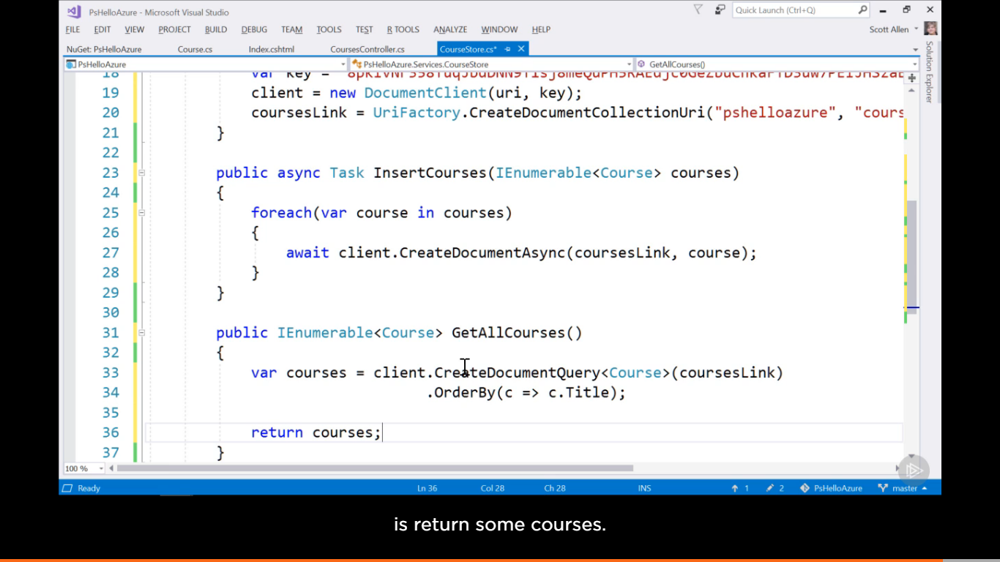 PsHelloAzure - Microsoft Visual Studio
Quick Launch (Ctrl+Q)
FILE EDIT VIEW PROJECT BUILD DEBUG TEAM TOOLS TEST R TOOLS ANALYZE WINDOW HELP
Scott Allen
NuGet: PsHelloAzure Course.cs Index.cshtml CoursesController.cs CourseStore.cs*
PsHelloAzure PsHelloAzure.Services.CourseStore GetAllCourses()
Solution Explorer
18 var key =
19 client = new DocumentClient(uri, key);
20 coursesLink = UriFactory.CreateDocumentCollectionUri("pshelloazure", "cours
21 }
22
23 public async Task InsertCourses(IEnumerable<Course> courses)
24 {
25 foreach(var course in courses)
26 {
27 await client.CreateDocumentAsync(coursesLink, course);
28 }
29 }
30
31 public IEnumerable<Course> GetAllCourses()
32 {
33 var courses = client.CreateDocumentQuery<Course>(coursesLink)
34 .OrderBy(c => c.Title);
35
36 return courses;
37 }
100 %
Ready Ln 36 Col 28 Ch 28 INS 1 2 PsHelloAzure master
is return some courses.